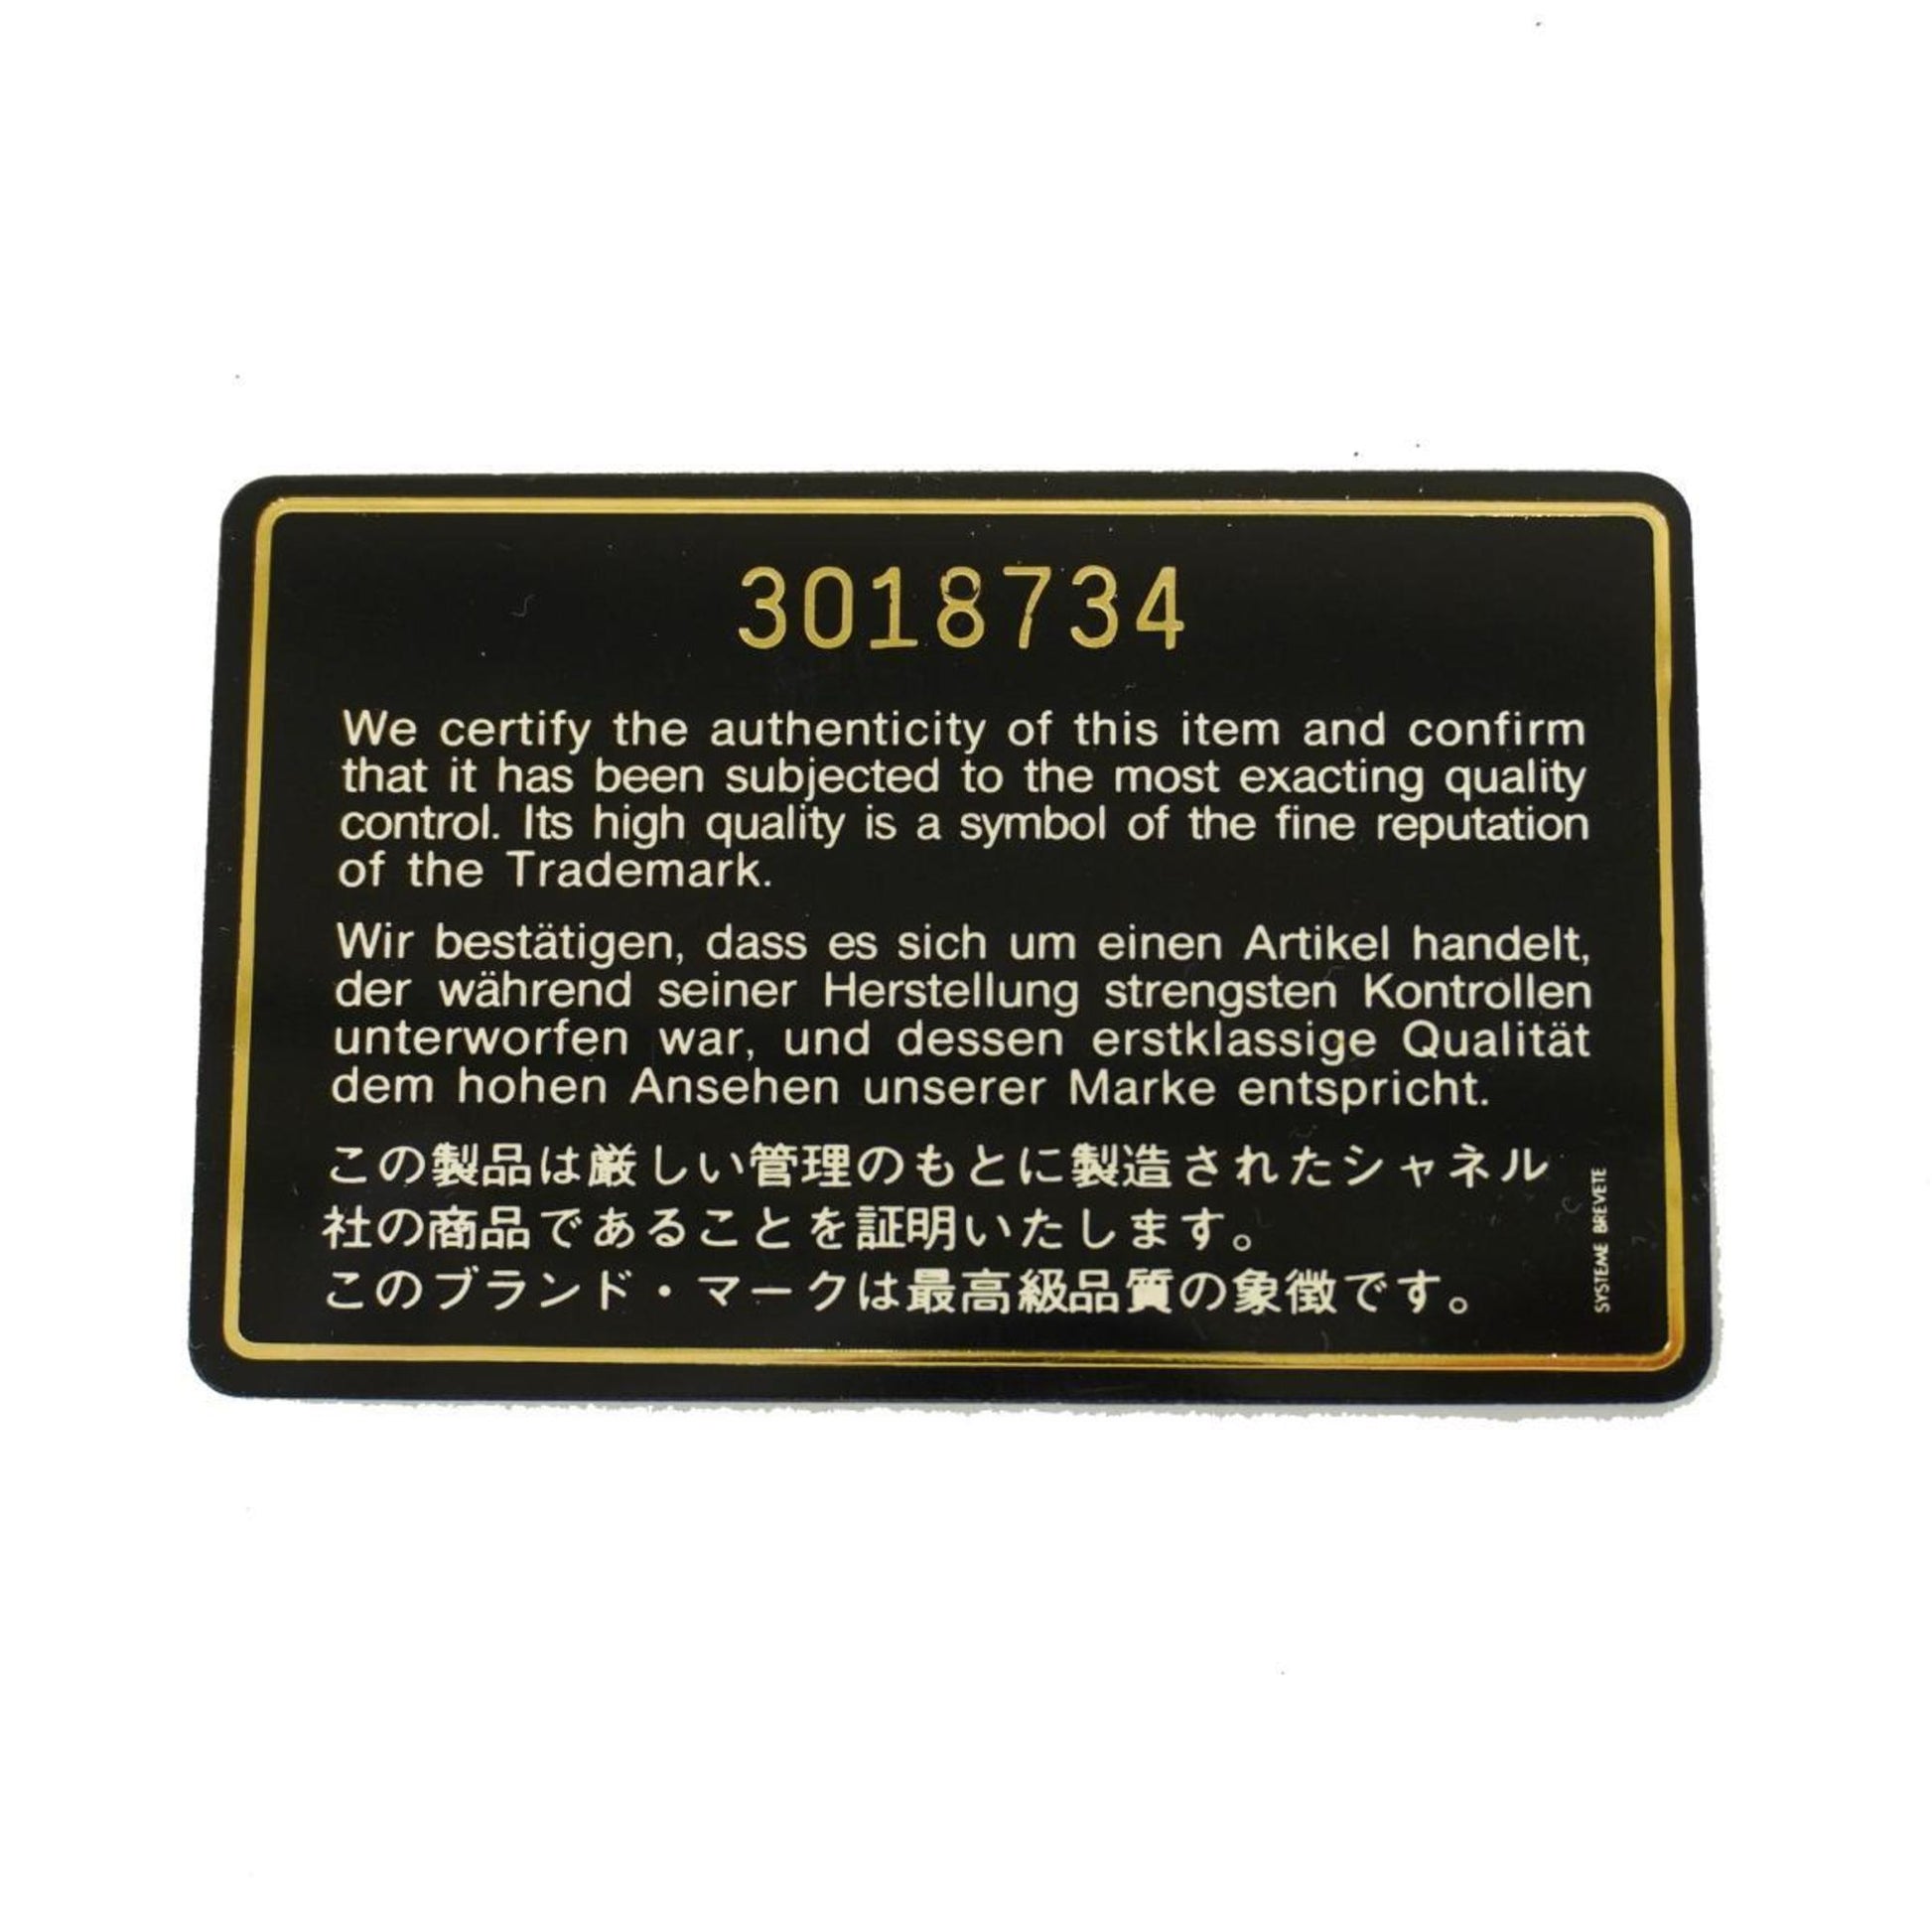 3018734
We certify the authenticity of this item and confirm
that it has been subjected to the most exacting quality
control. Its high quality is a symbol of the fine reputation
of the Trademark.
Wir bestätigen, dass es sich um einen Artikel handelt,
der während seiner Herstellung strengsten Kontrollen
unterworfen war, und dessen erstklassige Qualität
dem hohen Ansehen unserer Marke entspricht.
この製品は厳しい管理のもとに製造されたシャネル
社の商品であることを証明いたします。
このブランド・マークは最高級品質の象徴です。
SYSTEME BREVETE